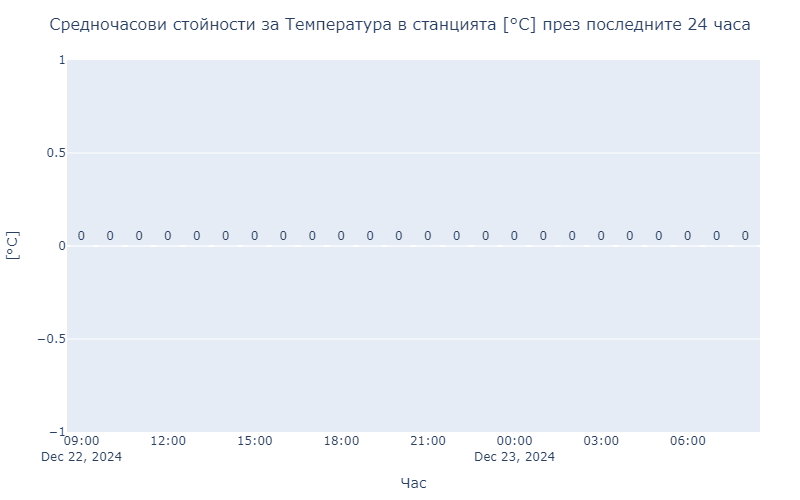 Средночасови стойности за Температура в станцията [°C] през последните 24 часа
1
0.5
0
−0.5
−1
[°C]
0 0 0 0 0 0 0 0 0 0 0 0 0 0 0 0 0 0 0 0 0 0 0 0
09:00 12:00 15:00 18:00 21:00 00:00 03:00 06:00
Dec 22, 2024 Dec 23, 2024
Час